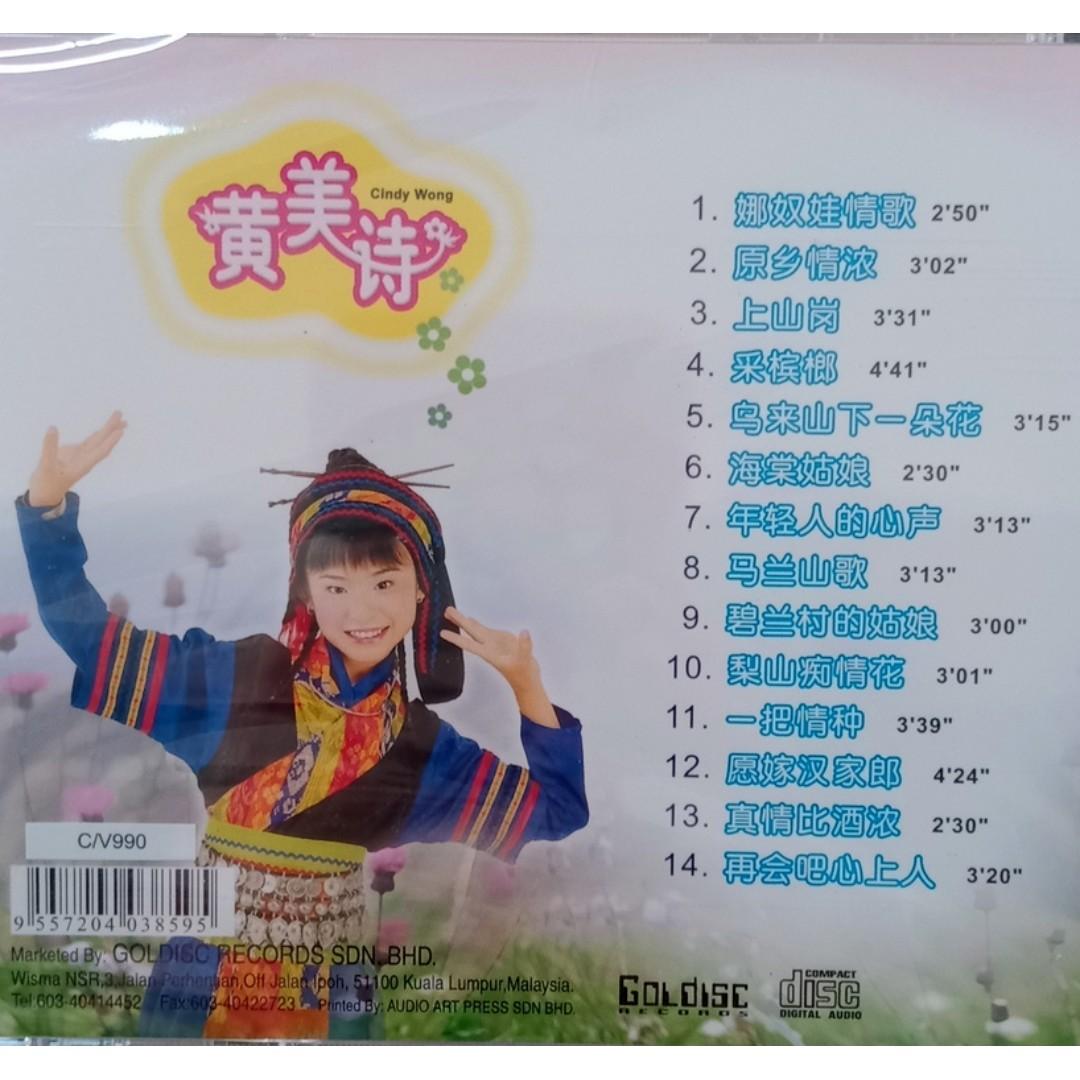 黄美诗
Cindy Wong
1. 娜奴娃情歌 2'50"
2. 原乡情浓 3'02"
3. 上山岗 3'31"
4. 采槟榔 4'41"
5. 乌来山下一朵花 3'15"
6. 海棠姑娘 2'30"
7. 年轻人的心声 3'13"
8. 马兰山歌 3'13"
9. 碧兰村的姑娘 3'00"
10. 梨山痴情花 3'01"
11. 一把情种 3'39"
12. 愿嫁汉家郎 4'24"
13. 真情比酒浓 2'30"
14. 再会吧心上人 3'20"
C/V990
9 557204 038595
Marketed By: GOLDISC RECORDS SDN. BHD.
Wisma NSR,3,Jalan Perhentian,Off Jalan Ipoh, 51100 Kuala Lumpur,Malaysia.
Tel:603-40414452 Fax:603-40422723 Printed By: AUDIO ART PRESS SDN BHD.
GOLDISC
RECORDS
COMPACT
disc
DIGITAL AUDIO